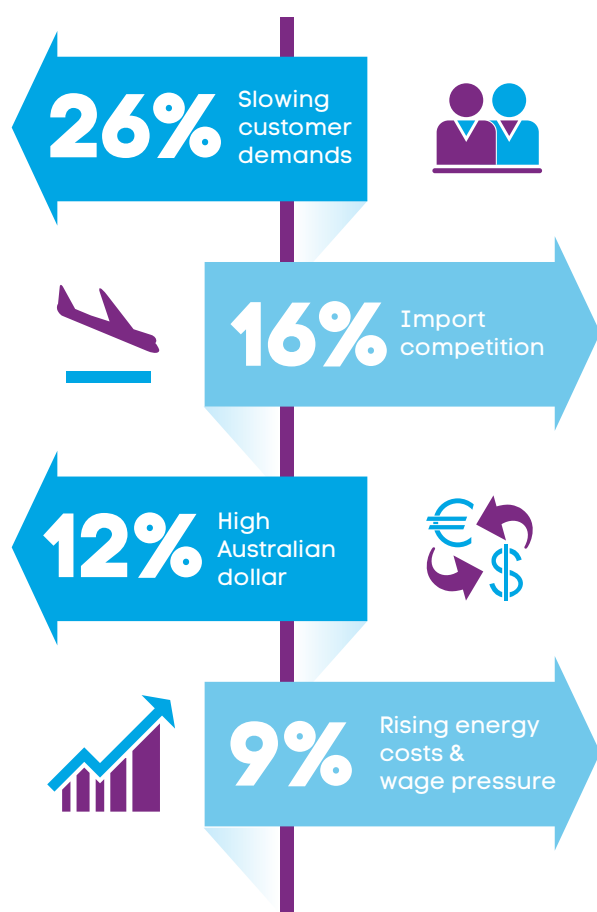 26%
Slowing
customer
demands
16%
Import
competition
12%
High
Australian
dollar
9%
Rising energy
costs &
wage pressure